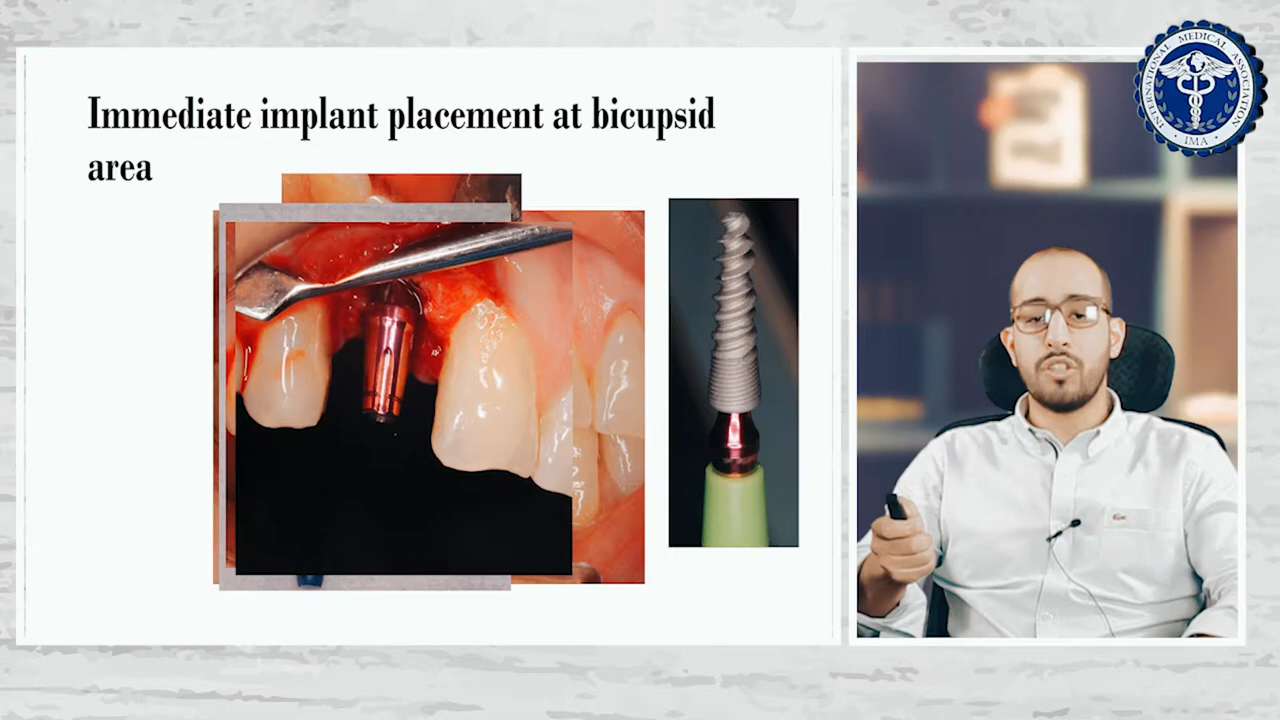 Immediate implant placement at bicupsid
area
INTERNATIONAL MEDICAL ASSOCIATION
· IMA ·